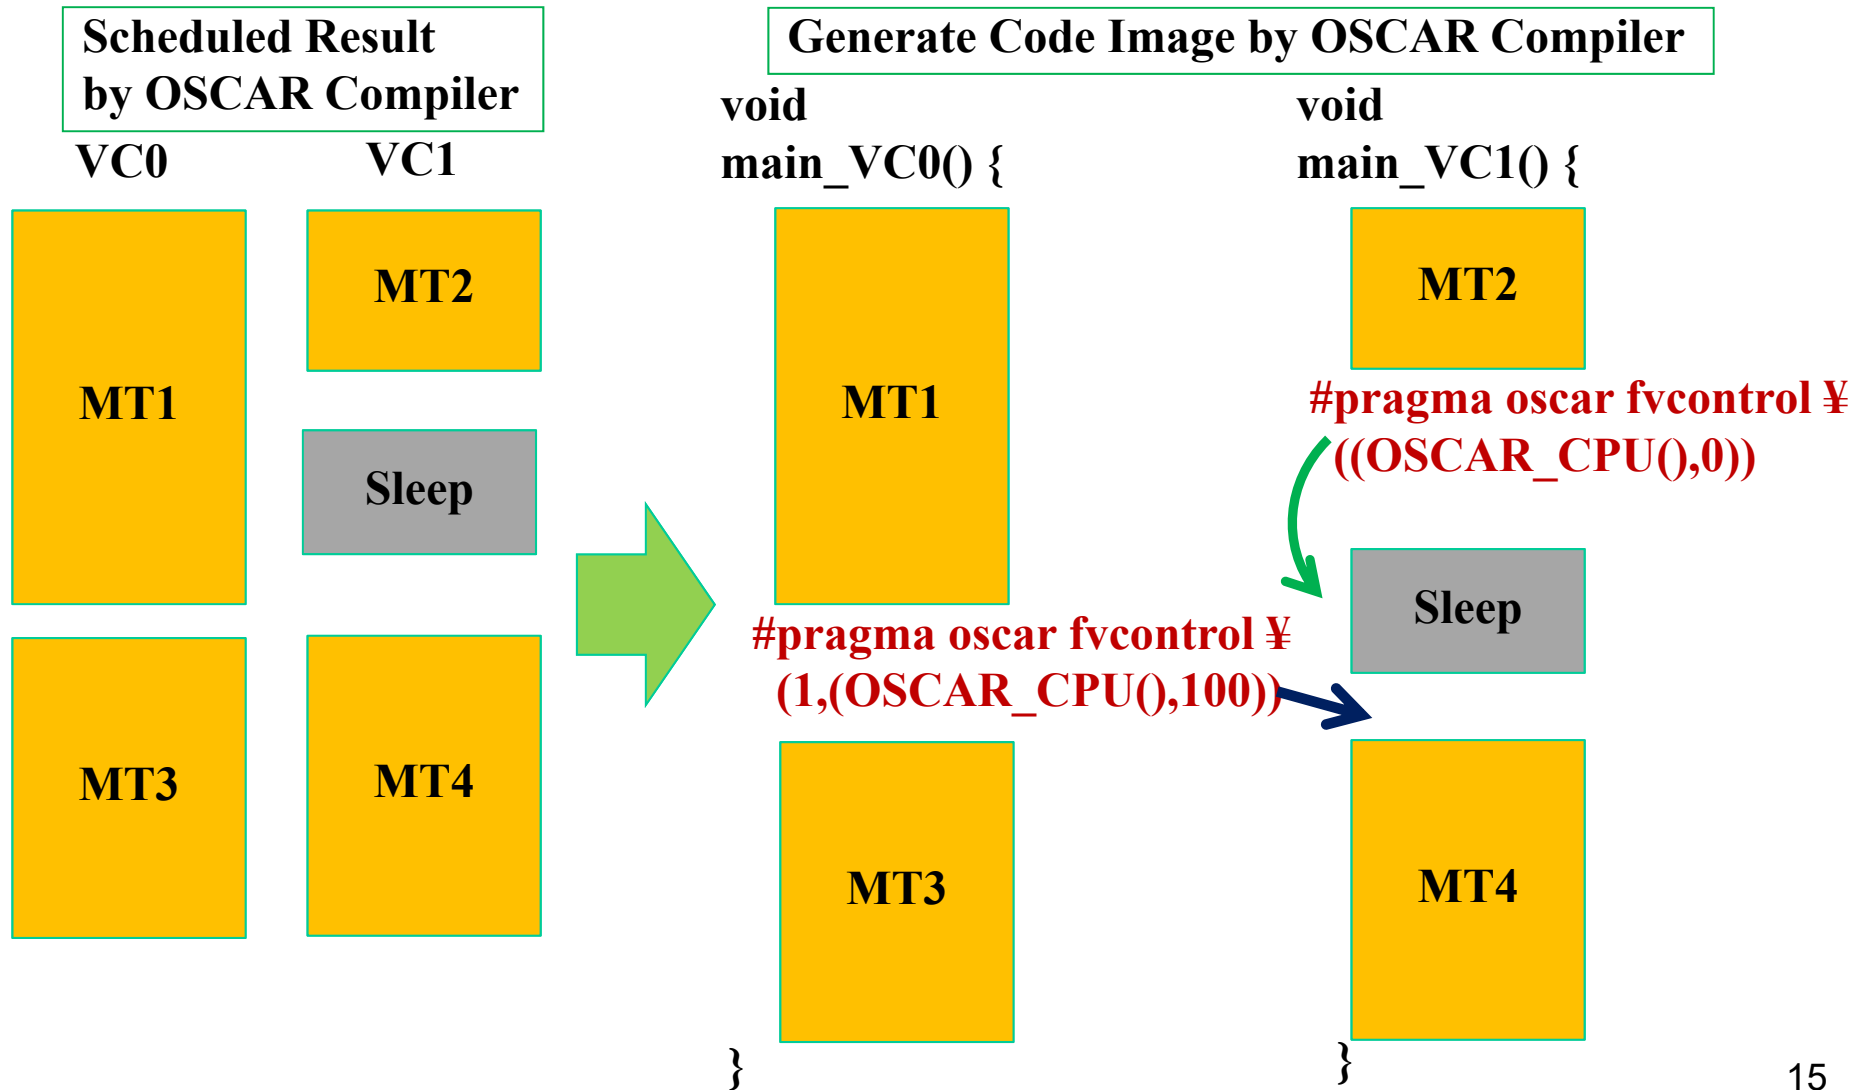 Scheduled Result
by OSCAR Compiler
VC0
VC1
MT1
MT2
Sleep
MT3
MT4
Generate Code Image by OSCAR Compiler
void
main_VC0() {
MT1
#pragma oscar fvcontrol ¥
(1,(OSCAR_CPU(),100))
MT3
}
void
main_VC1() {
MT2
#pragma oscar fvcontrol ¥
((OSCAR_CPU(),0))
Sleep
MT4
}
15